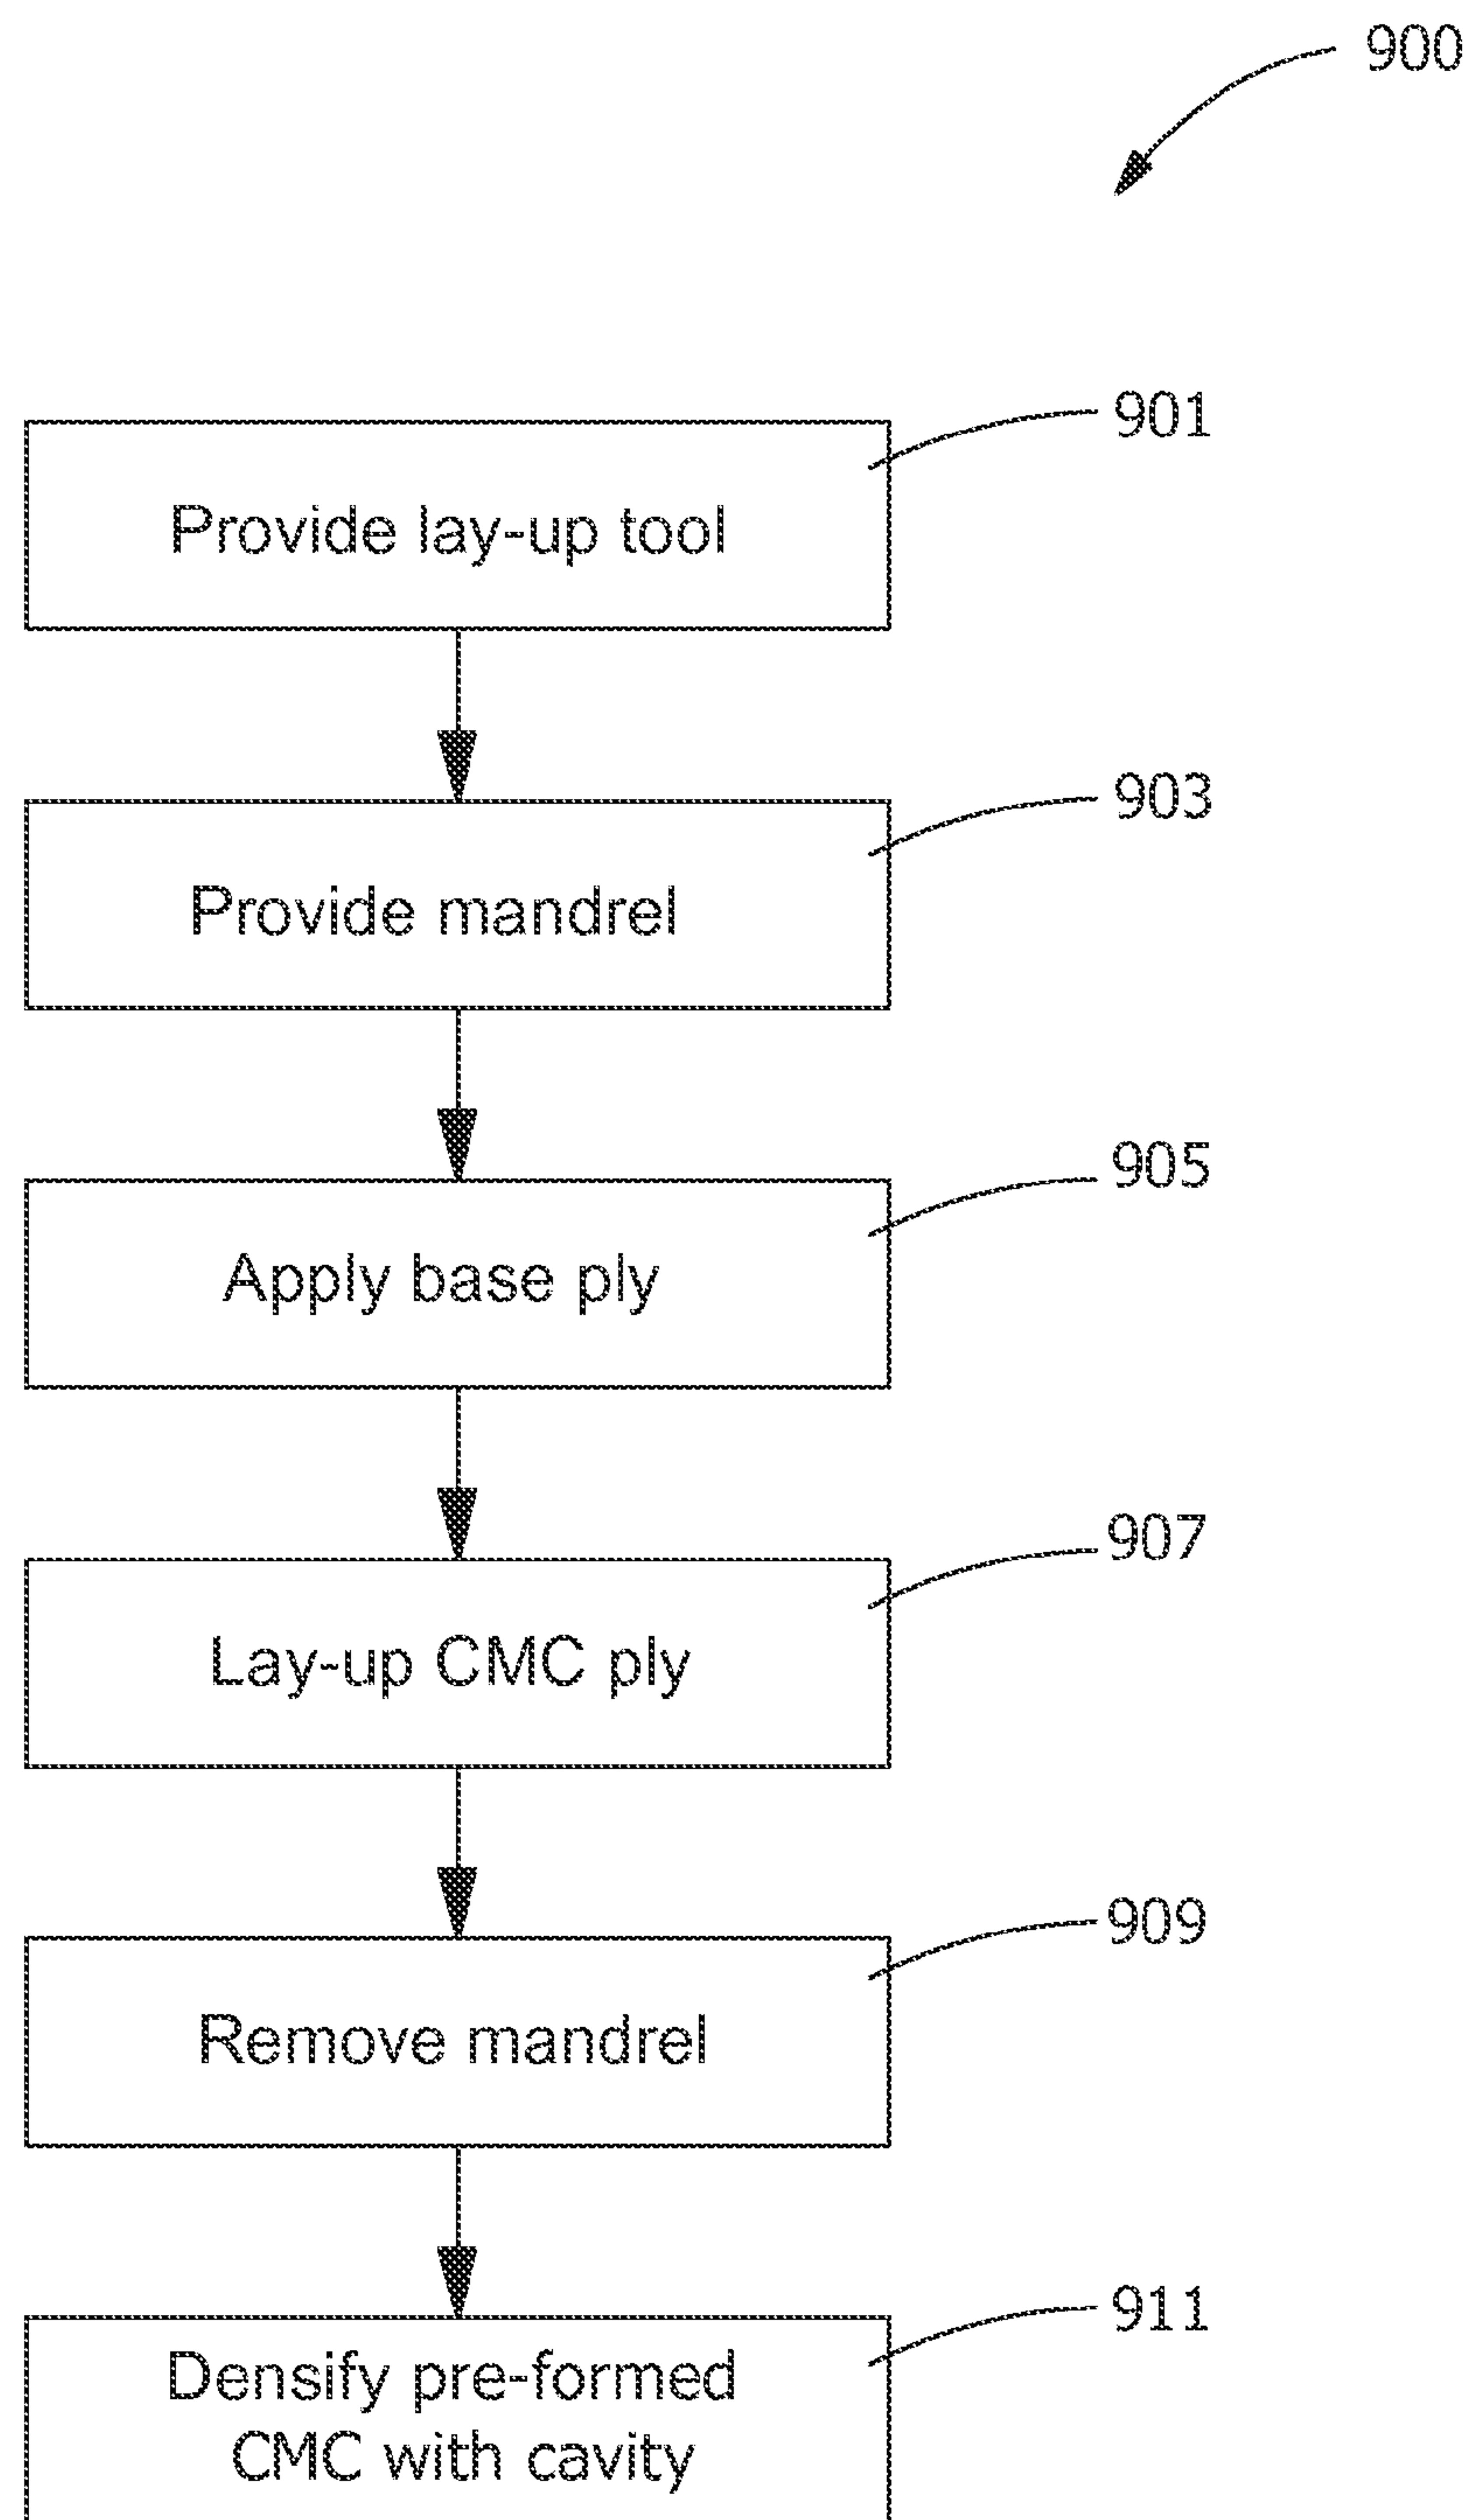 900
901
Provide lay-up tool
903
Provide mandrel
905
Apply base ply
907
Lay-up CMC ply
909
Remove mandrel
911
Densify pre-formed
CMC with cavity